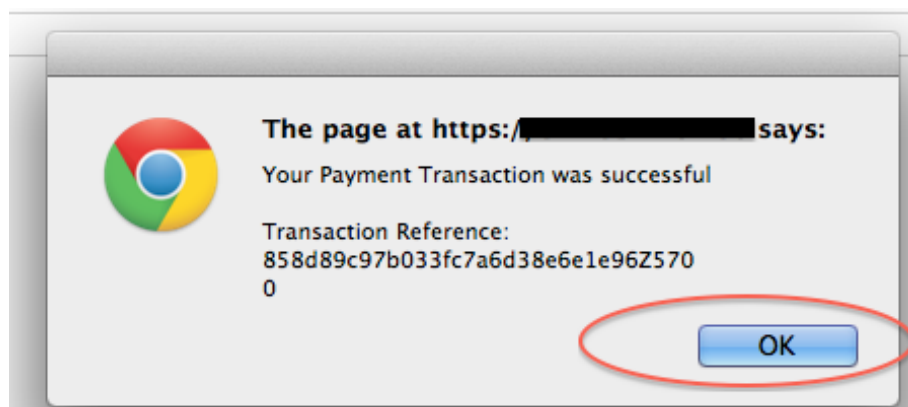 The page at https:/ says:
Your Payment Transaction was successful
Transaction Reference:
858d89c97b033fc7a6d38e6e1e96Z570
0
OK